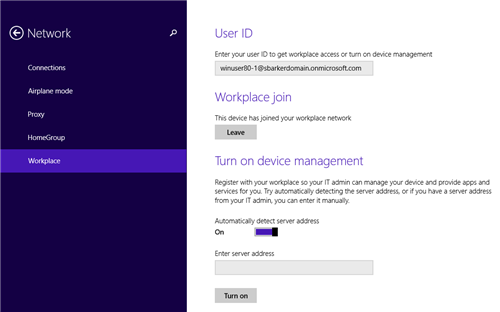 Network
Connections
Airplane mode
Proxy
HomeGroup
Workplace
User ID
Enter your user ID to get workplace access or turn on device management
winuser80-1@sbarkerdomain.onmicrosoft.com
Workplace join
This device has joined your workplace network
Leave
Turn on device management
Register with your workplace so your IT admin can manage your device and provide apps and
services for you. Try automatically detecting the server address, or if you have a server address
from your IT admin, you can enter it manually.
Automatically detect server address
On
Enter server address
Turn on